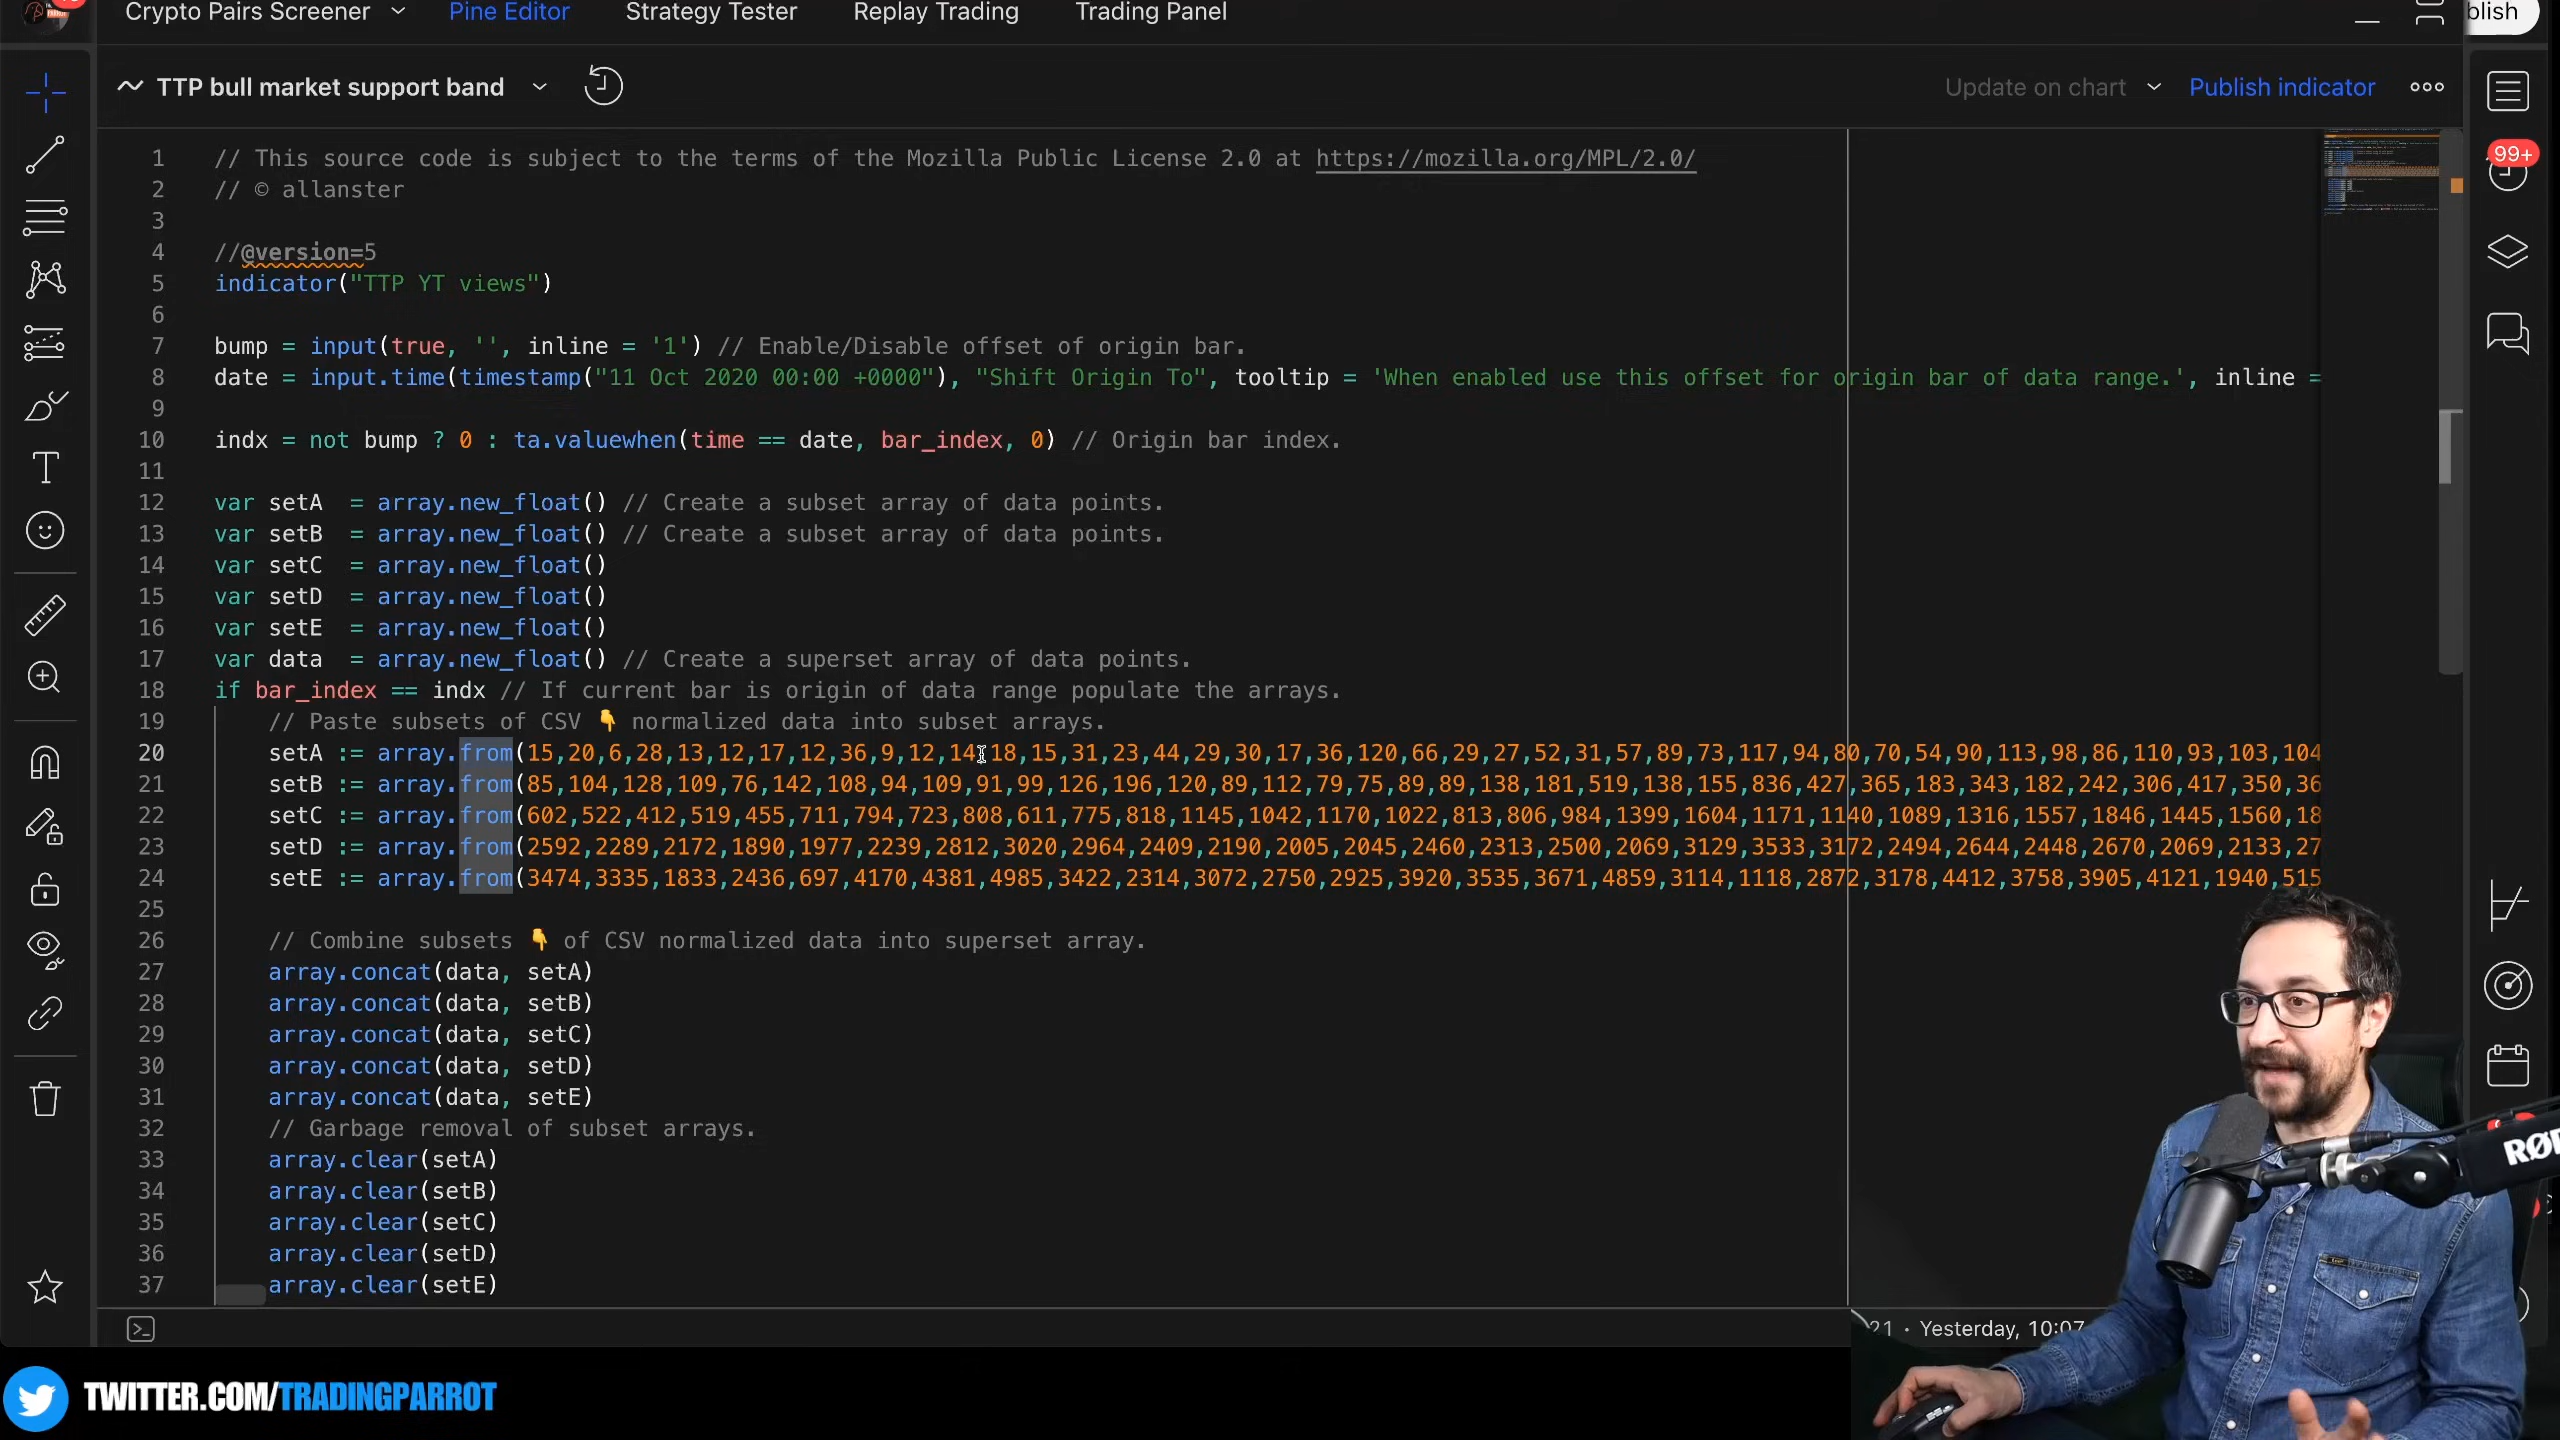 Crypto Pairs Screener Pine Editor Strategy Tester Replay Trading Trading Panel blish
TTP bull market support band Update on chart Publish indicator
99+
1 // This source code is subject to the terms of the Mozilla Public License 2.0 at https://mozilla.org/MPL/2.0/
2 // © allanster
3
4 //@version=5
5 indicator("TTP YT views")
6
7 bump = input(true, '', inline = '1') // Enable/Disable offset of origin bar.
8 date = input.time(timestamp("11 Oct 2020 00:00 +0000"), "Shift Origin To", tooltip = 'When enabled use this offset for origin bar of data range.', inline =
9
10 indx = not bump ? 0 : ta.valuewhen(time == date, bar_index, 0) // Origin bar index.
11
12 var setA = array.new_float() // Create a subset array of data points.
13 var setB = array.new_float() // Create a subset array of data points.
14 var setC = array.new_float()
15 var setD = array.new_float()
16 var setE = array.new_float()
17 var data = array.new_float() // Create a superset array of data points.
18 if bar_index == indx // If current bar is origin of data range populate the arrays.
19 // Paste subsets of CSV 👇 normalized data into subset arrays.
20 setA := array.from(15,20,6,28,13,12,17,12,36,9,12,14,18,15,31,23,44,29,30,17,36,120,66,29,27,52,31,57,89,73,117,94,80,70,54,90,113,98,86,110,93,103,104
21 setB := array.from(85,104,128,109,76,142,108,94,109,91,99,126,196,120,89,112,79,75,89,89,138,181,519,138,155,836,427,365,183,343,182,242,306,417,350,36
22 setC := array.from(602,522,412,519,455,711,794,723,808,611,775,818,1145,1042,1170,1022,813,806,984,1399,1604,1171,1140,1089,1316,1557,1846,1445,1560,18
23 setD := array.from(2592,2289,2172,1890,1977,2239,2812,3020,2964,2409,2190,2005,2045,2460,2313,2500,2069,3129,3533,3172,2494,2644,2448,2670,2069,2133,27
24 setE := array.from(3474,3335,1833,2436,697,4170,4381,4985,3422,2314,3072,2750,2925,3920,3535,3671,4859,3114,1118,2872,3178,4412,3758,3905,4121,1940,515
25
26 // Combine subsets 👇 of CSV normalized data into superset array.
27 array.concat(data, setA)
28 array.concat(data, setB)
29 array.concat(data, setC)
30 array.concat(data, setD)
31 array.concat(data, setE)
32 // Garbage removal of subset arrays.
33 array.clear(setA)
34 array.clear(setB)
35 array.clear(setC)
36 array.clear(setD)
37 array.clear(setE)
21 · Yesterday, 10:07
RØD
TWITTER.COM/TRADINGPARROT